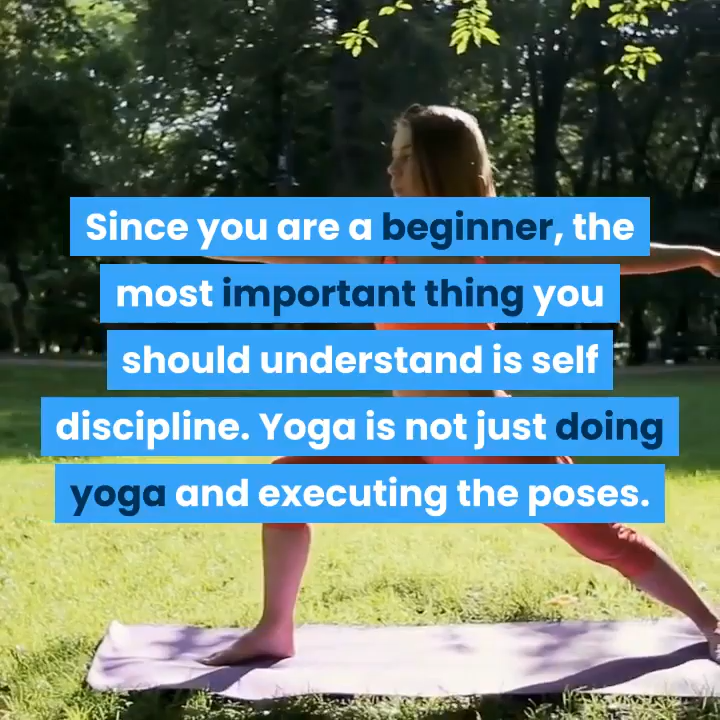 Since you are a beginner, the
most important thing you
should understand is self
discipline. Yoga is not just doing
yoga and executing the poses.